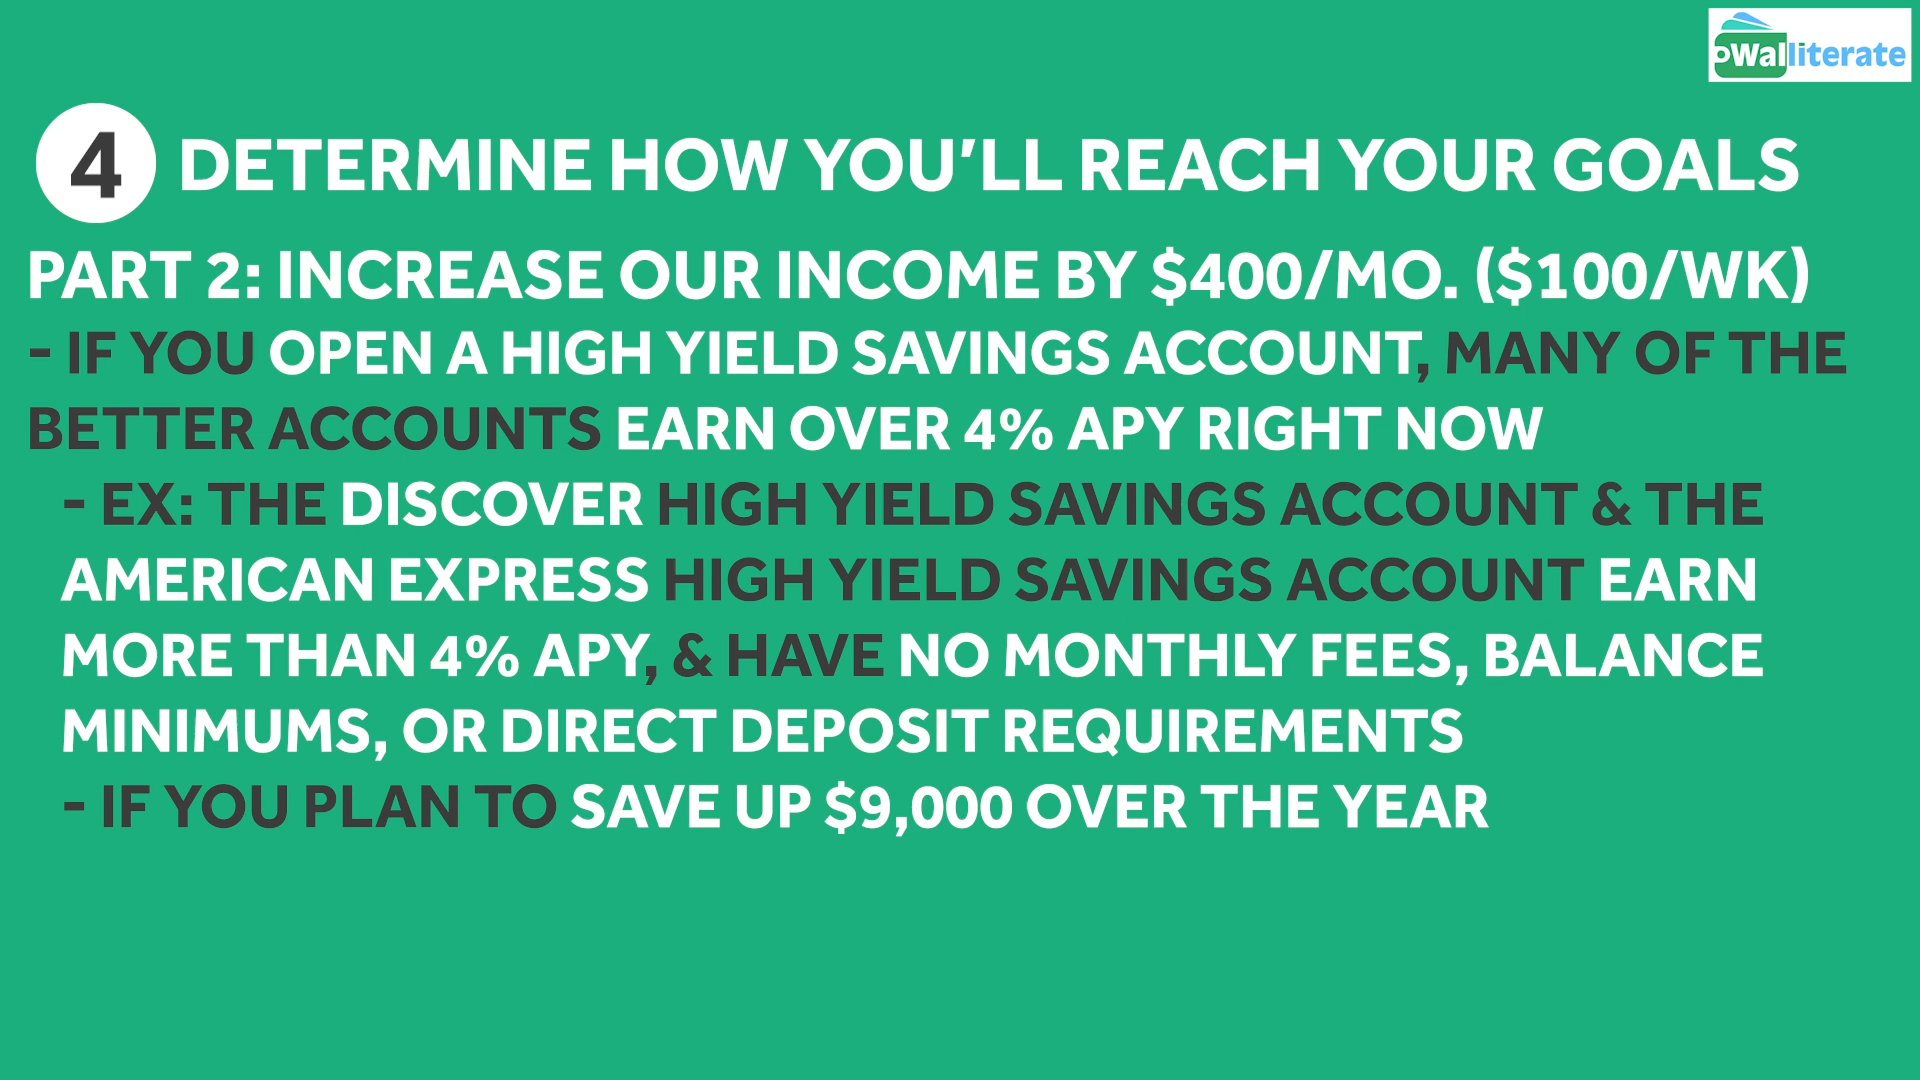 oWalliterate
4 DETERMINE HOW YOU'LL REACH YOUR GOALS
PART 2: INCREASE OUR INCOME BY $400/MO. ($100/WK)
- IF YOU OPEN A HIGH YIELD SAVINGS ACCOUNT, MANY OF THE
BETTER ACCOUNTS EARN OVER 4% APY RIGHT NOW
- EX: THE DISCOVER HIGH YIELD SAVINGS ACCOUNT & THE
AMERICAN EXPRESS HIGH YIELD SAVINGS ACCOUNT EARN
MORE THAN 4% APY, & HAVE NO MONTHLY FEES, BALANCE
MINIMUMS, OR DIRECT DEPOSIT REQUIREMENTS
- IF YOU PLAN TO SAVE UP $9,000 OVER THE YEAR